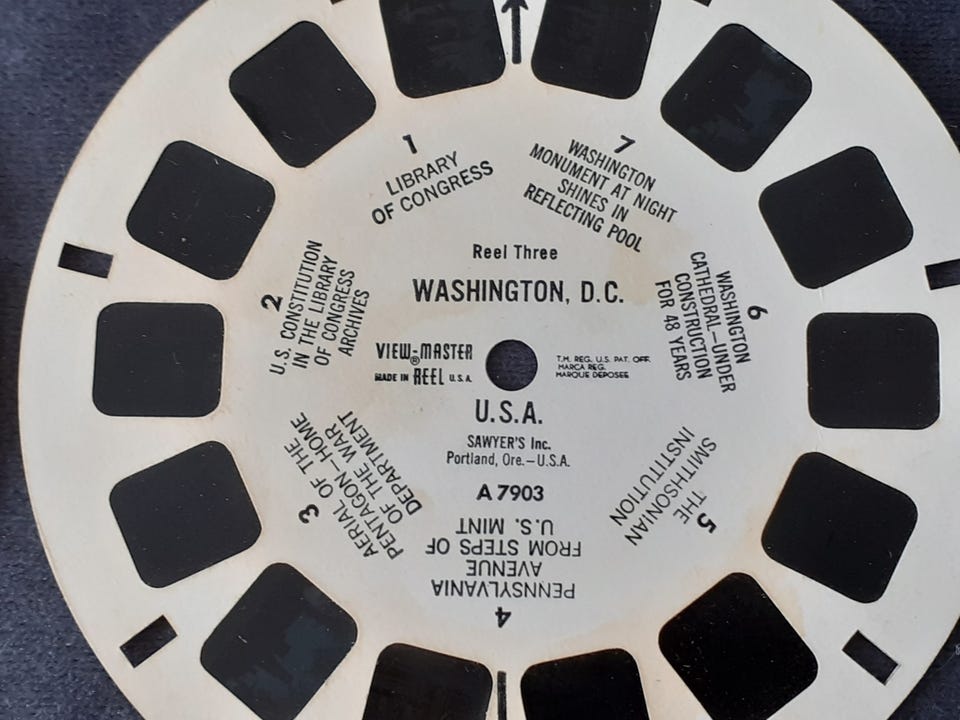 1
LIBRARY
OF CONGRESS
7
WASHINGTON
MONUMENT AT NIGHT
SHINES IN
REFLECTING POOL
Reel Three
WASHINGTON, D.C.
2
U.S. CONSTITUTION
IN THE LIBRARY
OF CONGRESS
ARCHIVES
6
WASHINGTON
CATHEDRAL—UNDER
CONSTRUCTION
FOR 48 YEARS
VIEW-MASTER
®
MADE IN REEL U.S.A.
T.M. REG. U.S. PAT. OFF.
MARCA REG.
MARQUE DEPOSEE
U.S.A.
SAWYER'S Inc.
Portland, Ore.—U.S.A.
A 7903
3
AERIAL OF THE
PENTAGON—HOME
OF THE WAR
DEPARTMENT
5
THE
SMITHSONIAN
INSTITUTION
4
PENNSYLVANIA
AVENUE
FROM STEPS OF
U.S. MINT